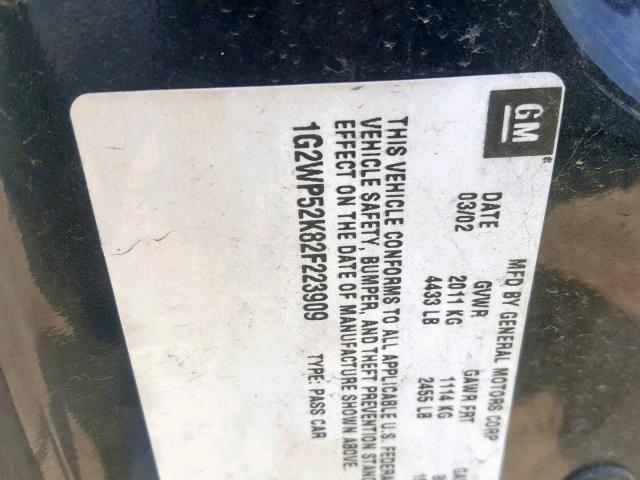 GM
MFD BY GENERAL MOTORS CORP
DATE GVWR GAWR FRT
03/02 2011 KG 1114 KG
4433 LB 2455 LB
THIS VEHICLE CONFORMS TO ALL APPLICABLE U.S. FEDERAL
VEHICLE SAFETY, BUMPER, AND THEFT PREVENTION
EFFECT ON THE DATE OF MANUFACTURE SHOWN ABOVE.
1G2WP52K82F223909 TYPE: PASS CAR